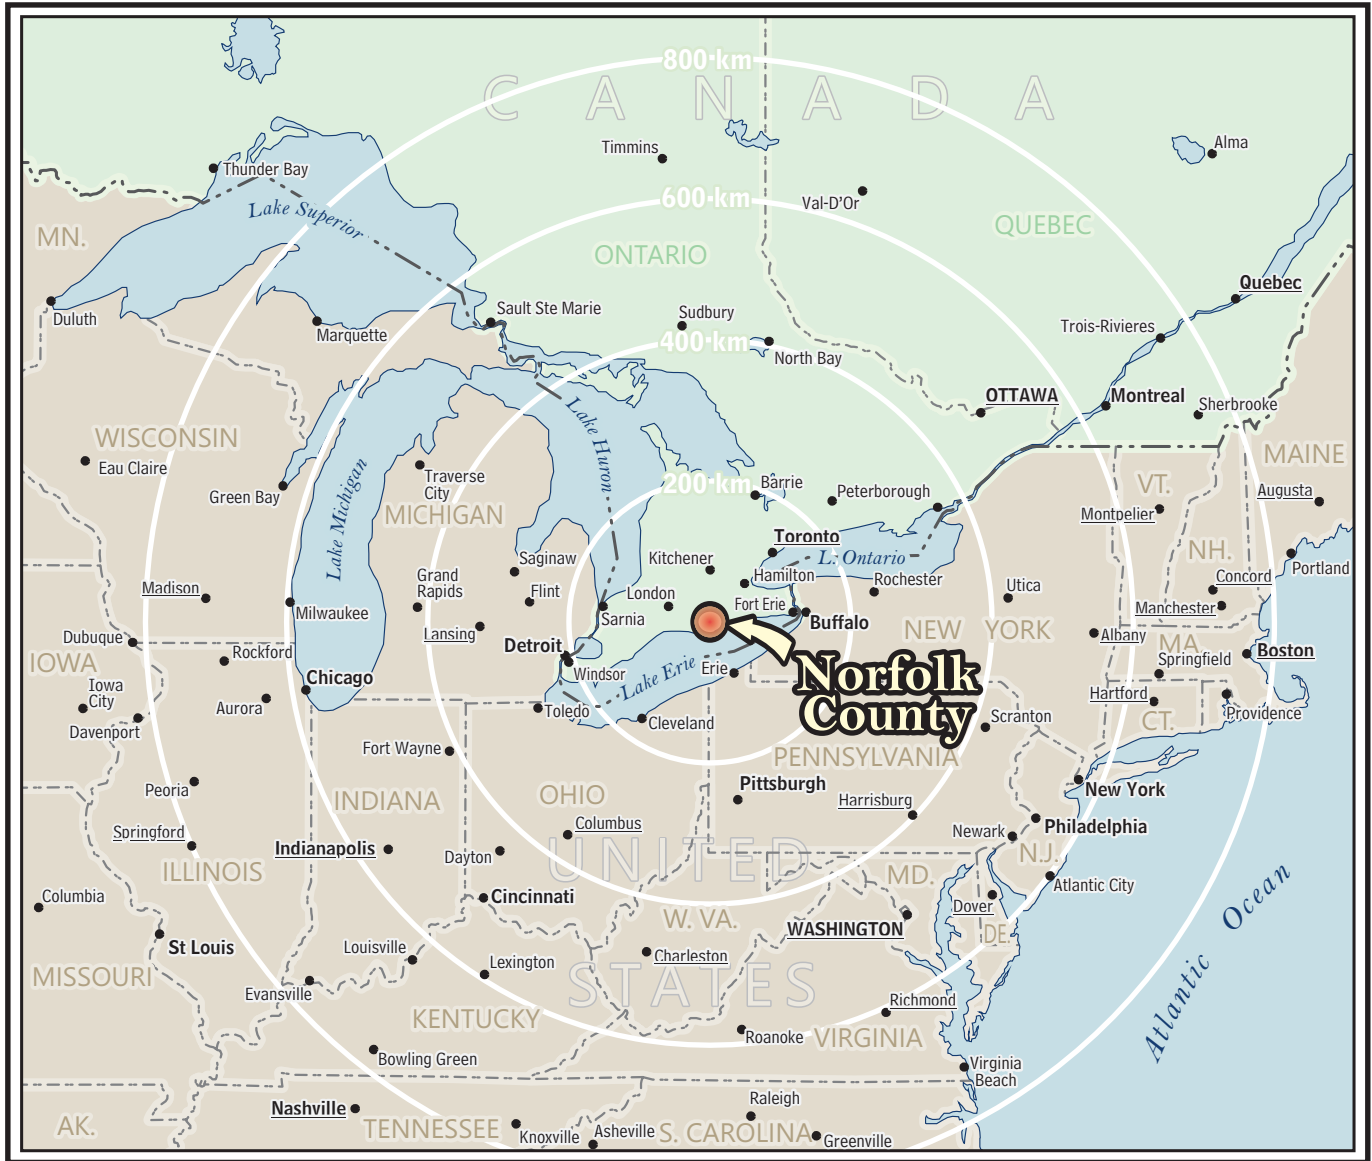 800 km
CANADA
Timmins
Alma
Thunder Bay
600 km
Val-D'Or
Lake Superior
QUEBEC
MN.
ONTARIO
Quebec
Duluth
Marquette
Sault Ste Marie
Sudbury
Trois-Rivieres
400 km
North Bay
OTTAWA
Montreal
Sherbrooke
Lake Huron
WISCONSIN
MAINE
Eau Claire
Traverse
City
Green Bay
Lake Michigan
200 km
Barrie
Peterborough
VT.
Augusta
MICHIGAN
Montpelier
Toronto
L. Ontario
NH.
Saginaw
Kitchener
Portland
Hamilton
Rochester
Concord
Madison
Grand
Rapids
Flint
London
Fort Erie
Utica
Manchester
Milwaukee
Sarnia
Buffalo
Lansing
NEW YORK
Albany
MA.
Dubuque
Detroit
Boston
Rockford
Windsor
Lake Erie
Erie
Springfield
IOWA
Norfolk
County
Chicago
Iowa
City
Hartford
Aurora
Toledo
Cleveland
Scranton
CT.
Providence
Davenport
Fort Wayne
PENNSYLVANIA
Peoria
Pittsburgh
New York
INDIANA
OHIO
Harrisburg
Springford
Columbus
Newark
Philadelphia
Indianapolis
Dayton
UNITED
N.J.
ILLINOIS
MD.
Atlantic City
Columbia
Cincinnati
Dover
W. VA.
WASHINGTON
DE.
St Louis
Louisville
Charleston
Atlantic Ocean
MISSOURI
Lexington
STATES
Evansville
Richmond
KENTUCKY
Roanoke
VIRGINIA
Bowling Green
Virginia
Beach
Nashville
Raleigh
AK.
TENNESSEE
Knoxville
Asheville
S. CAROLINA
Greenville